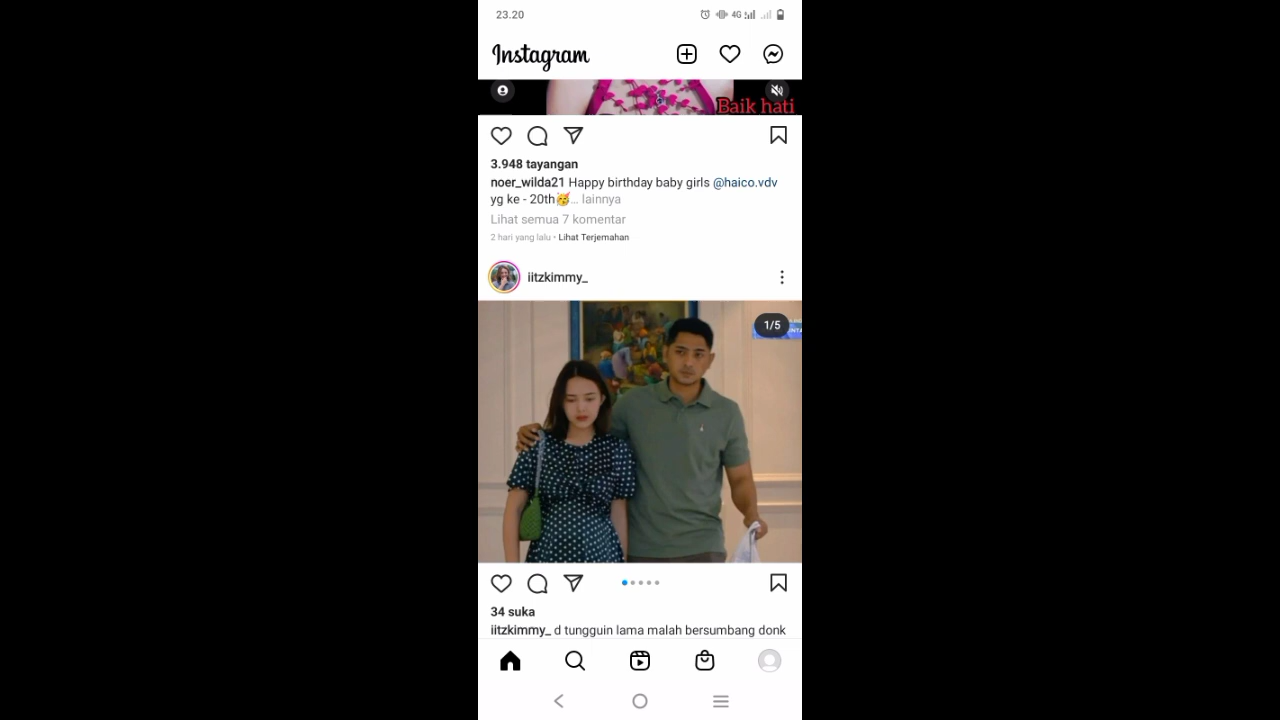 23.20
4G
Instagram
Baik hati
3.948 tayangan
noer_wilda21 Happy birthday baby girls @haico.vdv
yg ke - 20th🥳... lainnya
Lihat semua 7 komentar
2 hari yang lalu • Lihat Terjemahan
iitzkimmy_
1/5
34 suka
iitzkimmy_ d tungguin lama malah bersumbang donk